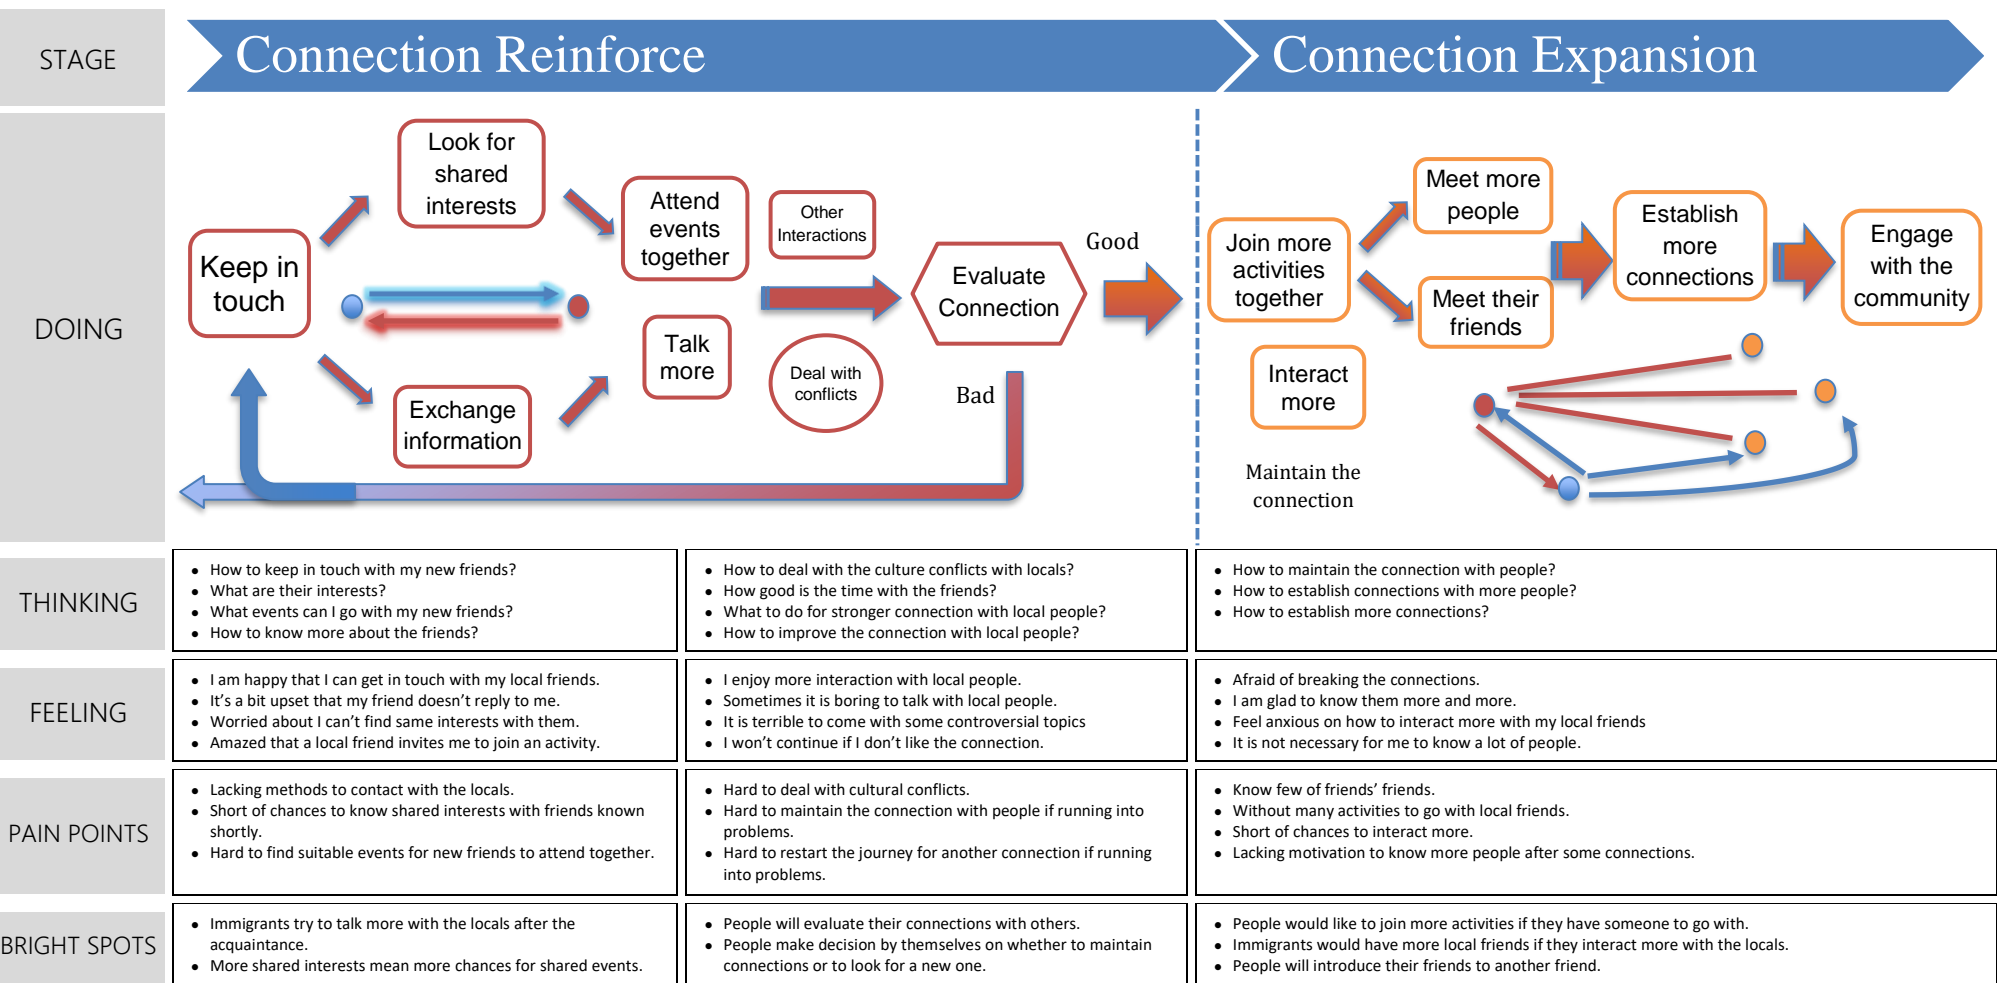 STAGE
Connection Reinforce
Connection Expansion
DOING
Keep in
touch
Look for
shared
interests
Exchange
information
Attend
events
together
Talk
more
Other
Interactions
Deal with
conflicts
Evaluate
Connection
Good
Bad
Join more
activities
together
Interact
more
Maintain the
connection
Meet more
people
Meet their
friends
Establish
more
connections
Engage
with the
community
THINKING
• How to keep in touch with my new friends?
• What are their interests?
• What events can I go with my new friends?
• How to know more about the friends?
• How to deal with the culture conflicts with locals?
• How good is the time with the friends?
• What to do for stronger connection with local people?
• How to improve the connection with local people?
• How to maintain the connection with people?
• How to establish connections with more people?
• How to establish more connections?
FEELING
• I am happy that I can get in touch with my local friends.
• It’s a bit upset that my friend doesn’t reply to me.
• Worried about I can’t find same interests with them.
• Amazed that a local friend invites me to join an activity.
• I enjoy more interaction with local people.
• Sometimes it is boring to talk with local people.
• It is terrible to come with some controversial topics
• I won’t continue if I don’t like the connection.
• Afraid of breaking the connections.
• I am glad to know them more and more.
• Feel anxious on how to interact more with my local friends
• It is not necessary for me to know a lot of people.
PAIN POINTS
• Lacking methods to contact with the locals.
• Short of chances to know shared interests with friends known
shortly.
• Hard to find suitable events for new friends to attend together.
• Hard to deal with cultural conflicts.
• Hard to maintain the connection with people if running into
problems.
• Hard to restart the journey for another connection if running
into problems.
• Know few of friends’ friends.
• Without many activities to go with local friends.
• Short of chances to interact more.
• Lacking motivation to know more people after some connections.
BRIGHT SPOTS
• Immigrants try to talk more with the locals after the
acquaintance.
• More shared interests mean more chances for shared events.
• People will evaluate their connections with others.
• People make decision by themselves on whether to maintain
connections or to look for a new one.
• People would like to join more activities if they have someone to go with.
• Immigrants would have more local friends if they interact more with the locals.
• People will introduce their friends to another friend.